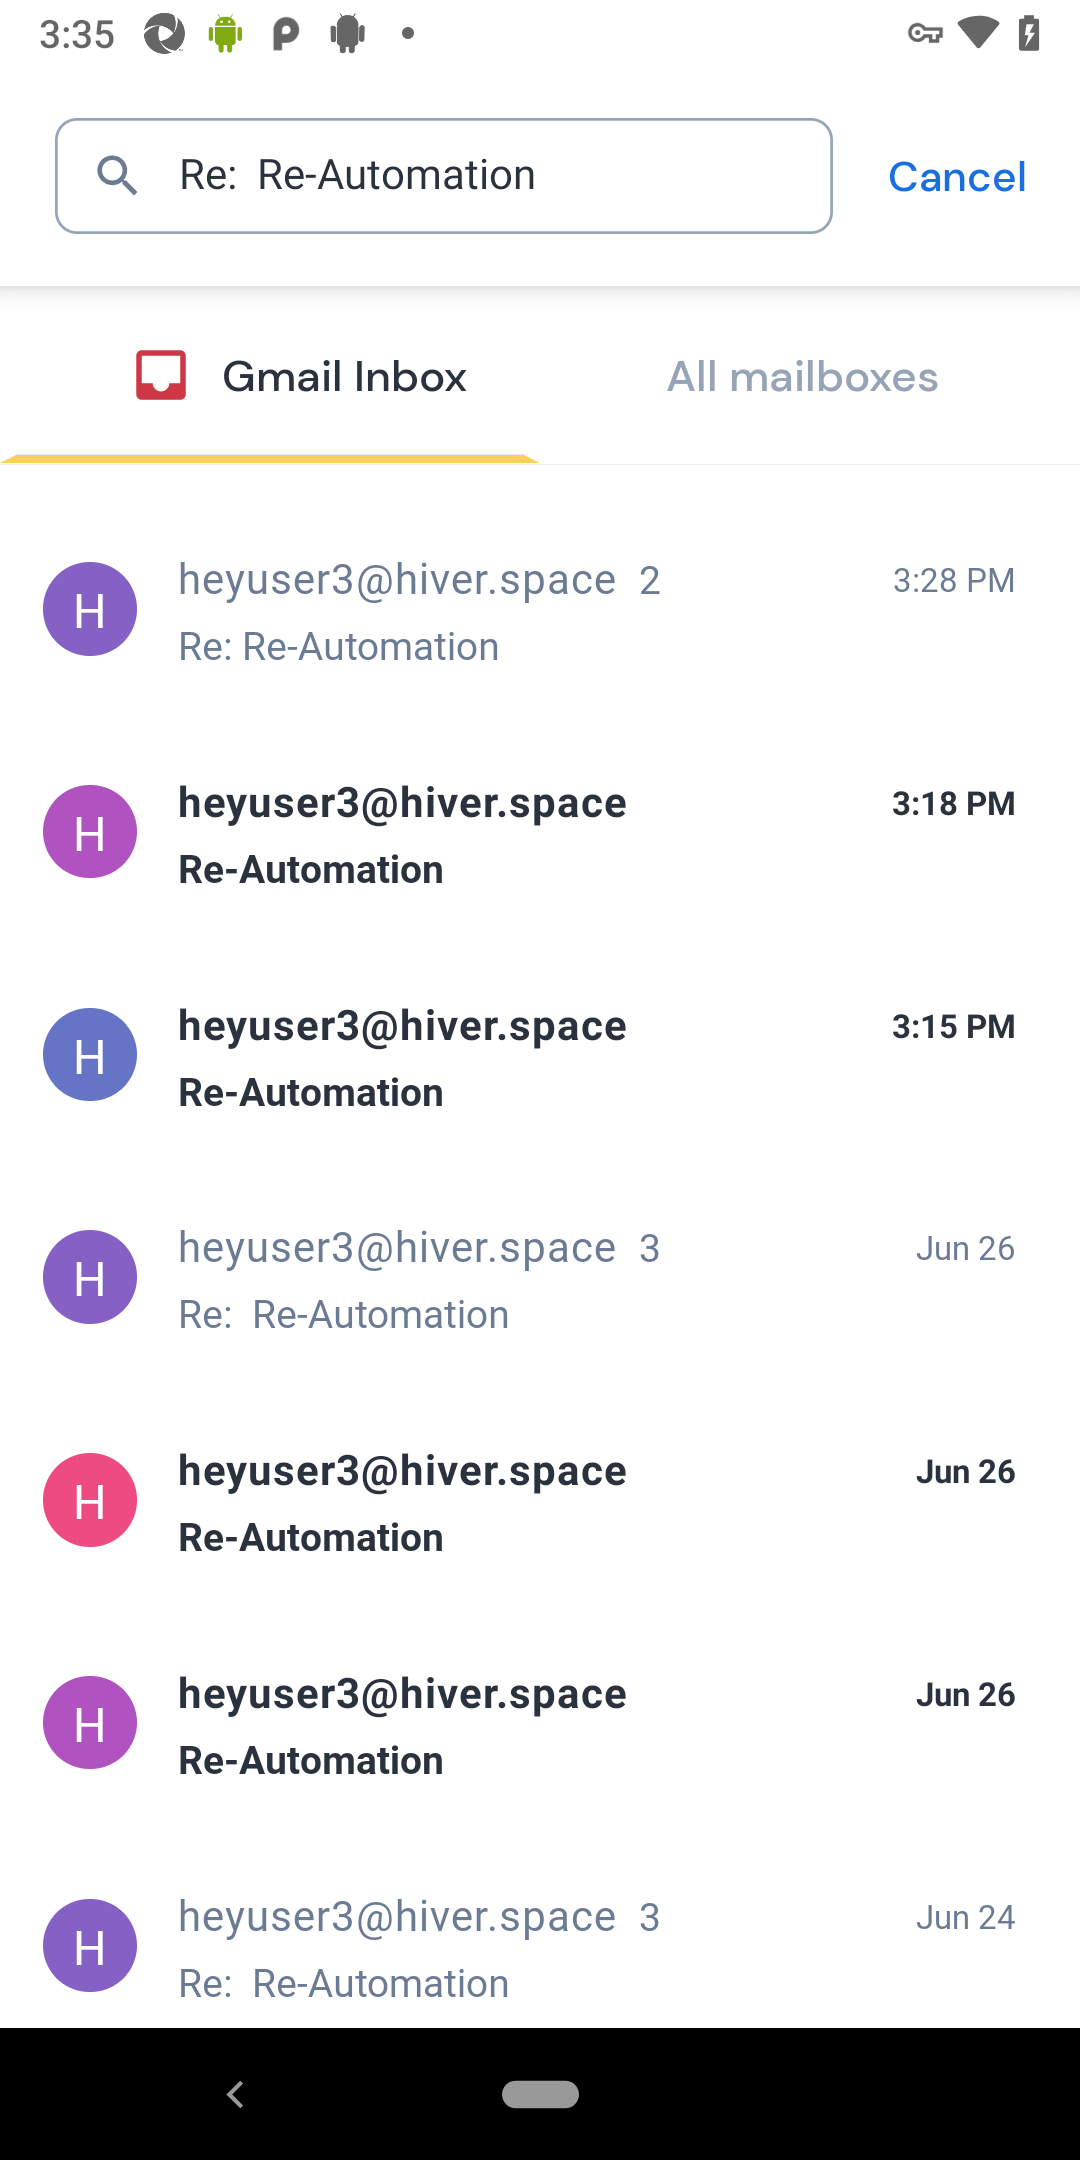 3:35
Re:  Re-Automation
Cancel
Gmail Inbox
All mailboxes
H
heyuser3@hiver.space 2
3:28 PM
Re: Re-Automation
H
heyuser3@hiver.space
3:18 PM
Re-Automation
H
heyuser3@hiver.space
3:15 PM
Re-Automation
H
heyuser3@hiver.space 3
Jun 26
Re:  Re-Automation
H
heyuser3@hiver.space
Jun 26
Re-Automation
H
heyuser3@hiver.space
Jun 26
Re-Automation
H
heyuser3@hiver.space 3
Jun 24
Re:  Re-Automation